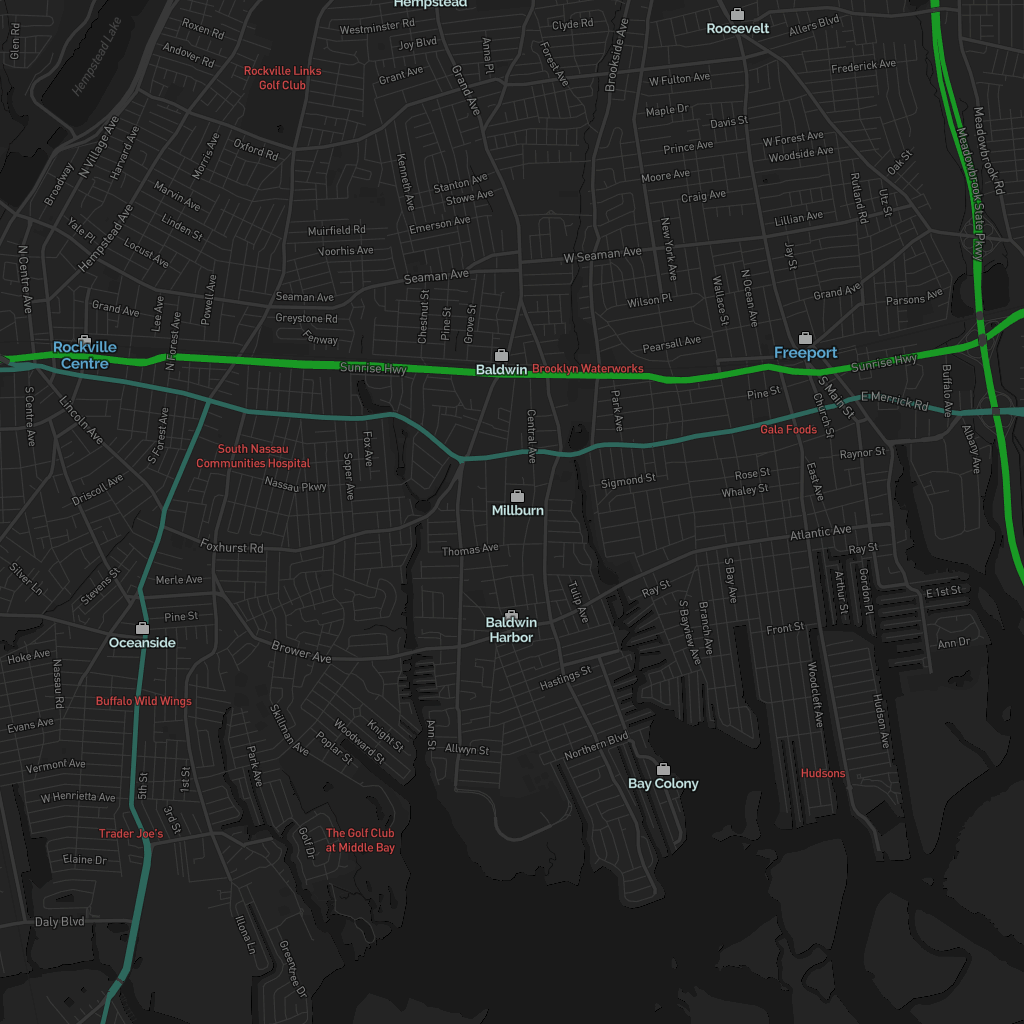 Hempstead
Westminster Rd
Clyde Rd
Roosevelt
Allers Blvd
Glen Rd
Roxen Rd
Joy Blvd
Anna Pl
Forest Ave
Brookside Ave
Andover Rd
Hempstead Lake
Rockville Links
Golf Club
Grant Ave
Grand Ave
W Fulton Ave
Frederick Ave
Maple Dr
Davis St
Meadowbrook Rd
Meadowbrook State Pkwy
N Village Ave
Harvard Ave
Morris Ave
Oxford Rd
Prince Ave
W Forest Ave
Woodside Ave
Oak St
Broadway
Kenneth Ave
Stanton Ave
Stowe Ave
Moore Ave
Craig Ave
Rutland Rd
Utz St
Marvin Ave
Linden St
Yale Pl
Hempstead Ave
Locust Ave
Muirfield Rd
Voorhis Ave
Emerson Ave
New York Ave
Lillian Ave
Jay St
N Centre Ave
Seaman Ave
W Seaman Ave
Powell Ave
Wallace St
N Ocean Ave
Grand Ave
Parsons Ave
Lee Ave
Seaman Ave
Grand Ave
Chestnut St
Pine St
Grove St
Wilson Pl
Greystone Rd
N Forest Ave
Fenway
Rockville
Centre
Pearsall Ave
Freeport
Sunrise Hwy
Baldwin
Brooklyn Waterworks
Sunrise Hwy
Buffalo Ave
S Centre Ave
Lincoln Ave
Pine St
S Main St
E Merrick Rd
Park Ave
Church St
S Forest Ave
Fox Ave
Central Ave
Gala Foods
Albany Ave
South Nassau
Communities Hospital
Soper Ave
Raynor St
Driscoll Ave
Nassau Pkwy
Sigmond St
Rose St
Whaley St
East Ave
Millburn
Foxhurst Rd
Thomas Ave
Atlantic Ave
Ray St
Silver Ln
Stevens St
Merle Ave
Tulip Ave
Ray St
S Bay Ave
Arthur St
Gordon Pl
E 1st St
Pine St
Oceanside
Baldwin
Harbor
S Bayview Ave
Branch Ave
Front St
Ann Dr
Hoke Ave
Nassau Rd
Brower Ave
Hastings St
Woodcleft Ave
Hudson Ave
Buffalo Wild Wings
Evans Ave
Skillman Ave
Poplar St
Woodward St
Knight St
Ann St
Allwyn St
Northern Blvd
Vermont Ave
5th St
1st St
Park Ave
Bay Colony
Hudsons
W Henrietta Ave
3rd St
Trader Joe's
Golf Dr
The Golf Club
at Middle Bay
Elaine Dr
Daly Blvd
Illona Ln
Greentree Dr